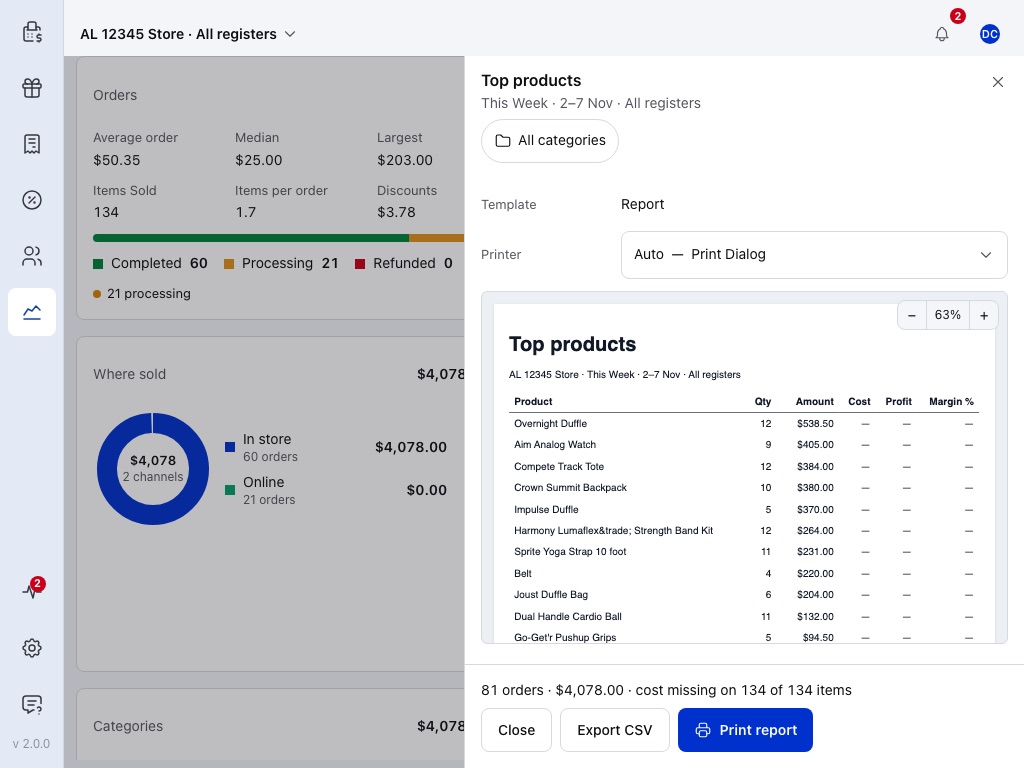 AL 12345 Store · All registers
2
DC
Orders
Average order
Median
Largest
$50.35
$25.00
$203.00
Items Sold
Items per order
Discounts
134
1.7
$3.78
Completed 60
Processing 21
Refunded 0
21 processing
Where sold
$4,078
$4,078
2 channels
In store
60 orders
$4,078.00
Online
21 orders
$0.00
Categories
$4,078
2
v 2.0.0
Top products
This Week · 2–7 Nov · All registers
All categories
Template
Report
Printer
Auto — Print Dialog
− 63% +
Top products
AL 12345 Store · This Week · 2–7 Nov · All registers
Product Qty Amount Cost Profit Margin %
Overnight Duffle 12 $538.50 — — —
Aim Analog Watch 9 $405.00 — — —
Compete Track Tote 12 $384.00 — — —
Crown Summit Backpack 10 $380.00 — — —
Impulse Duffle 5 $370.00 — — —
Harmony Lumaflex&trade; Strength Band Kit 12 $264.00 — — —
Sprite Yoga Strap 10 foot 11 $231.00 — — —
Belt 4 $220.00 — — —
Joust Duffle Bag 6 $204.00 — — —
Dual Handle Cardio Ball 11 $132.00 — — —
Go-Get'r Pushup Grips 5 $94.50 — — —
81 orders · $4,078.00 · cost missing on 134 of 134 items
Close
Export CSV
Print report